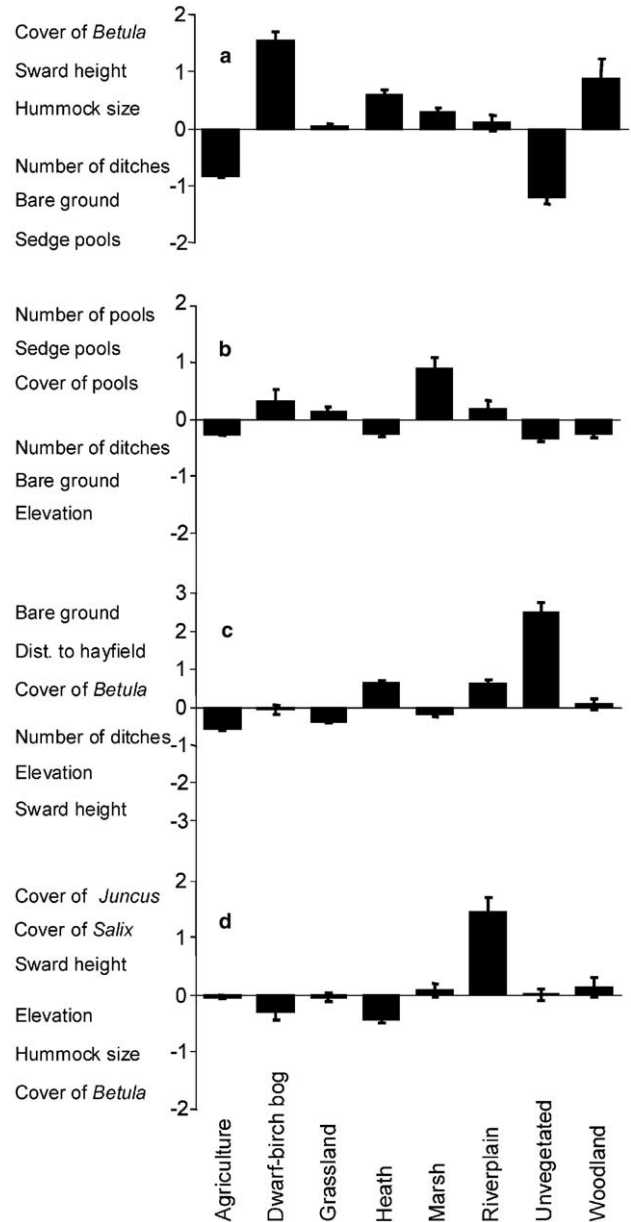 Cover of Betula
Sward height
Hummock size
Number of ditches
Bare ground
Sedge pools
2
1
0
-1
-2
a
Number of pools
Sedge pools
Cover of pools
Number of ditches
Bare ground
Elevation
2
1
0
-1
-2
b
Bare ground
Dist. to hayfield
Cover of Betula
Number of ditches
Elevation
Sward height
3
2
1
0
-1
-2
-3
c
Cover of Juncus
Cover of Salix
Sward height
Elevation
Hummock size
Cover of Betula
2
1
0
-1
-2
d
Agriculture
Dwarf-birch bog
Grassland
Heath
Marsh
Riverplain
Unvegetated
Woodland